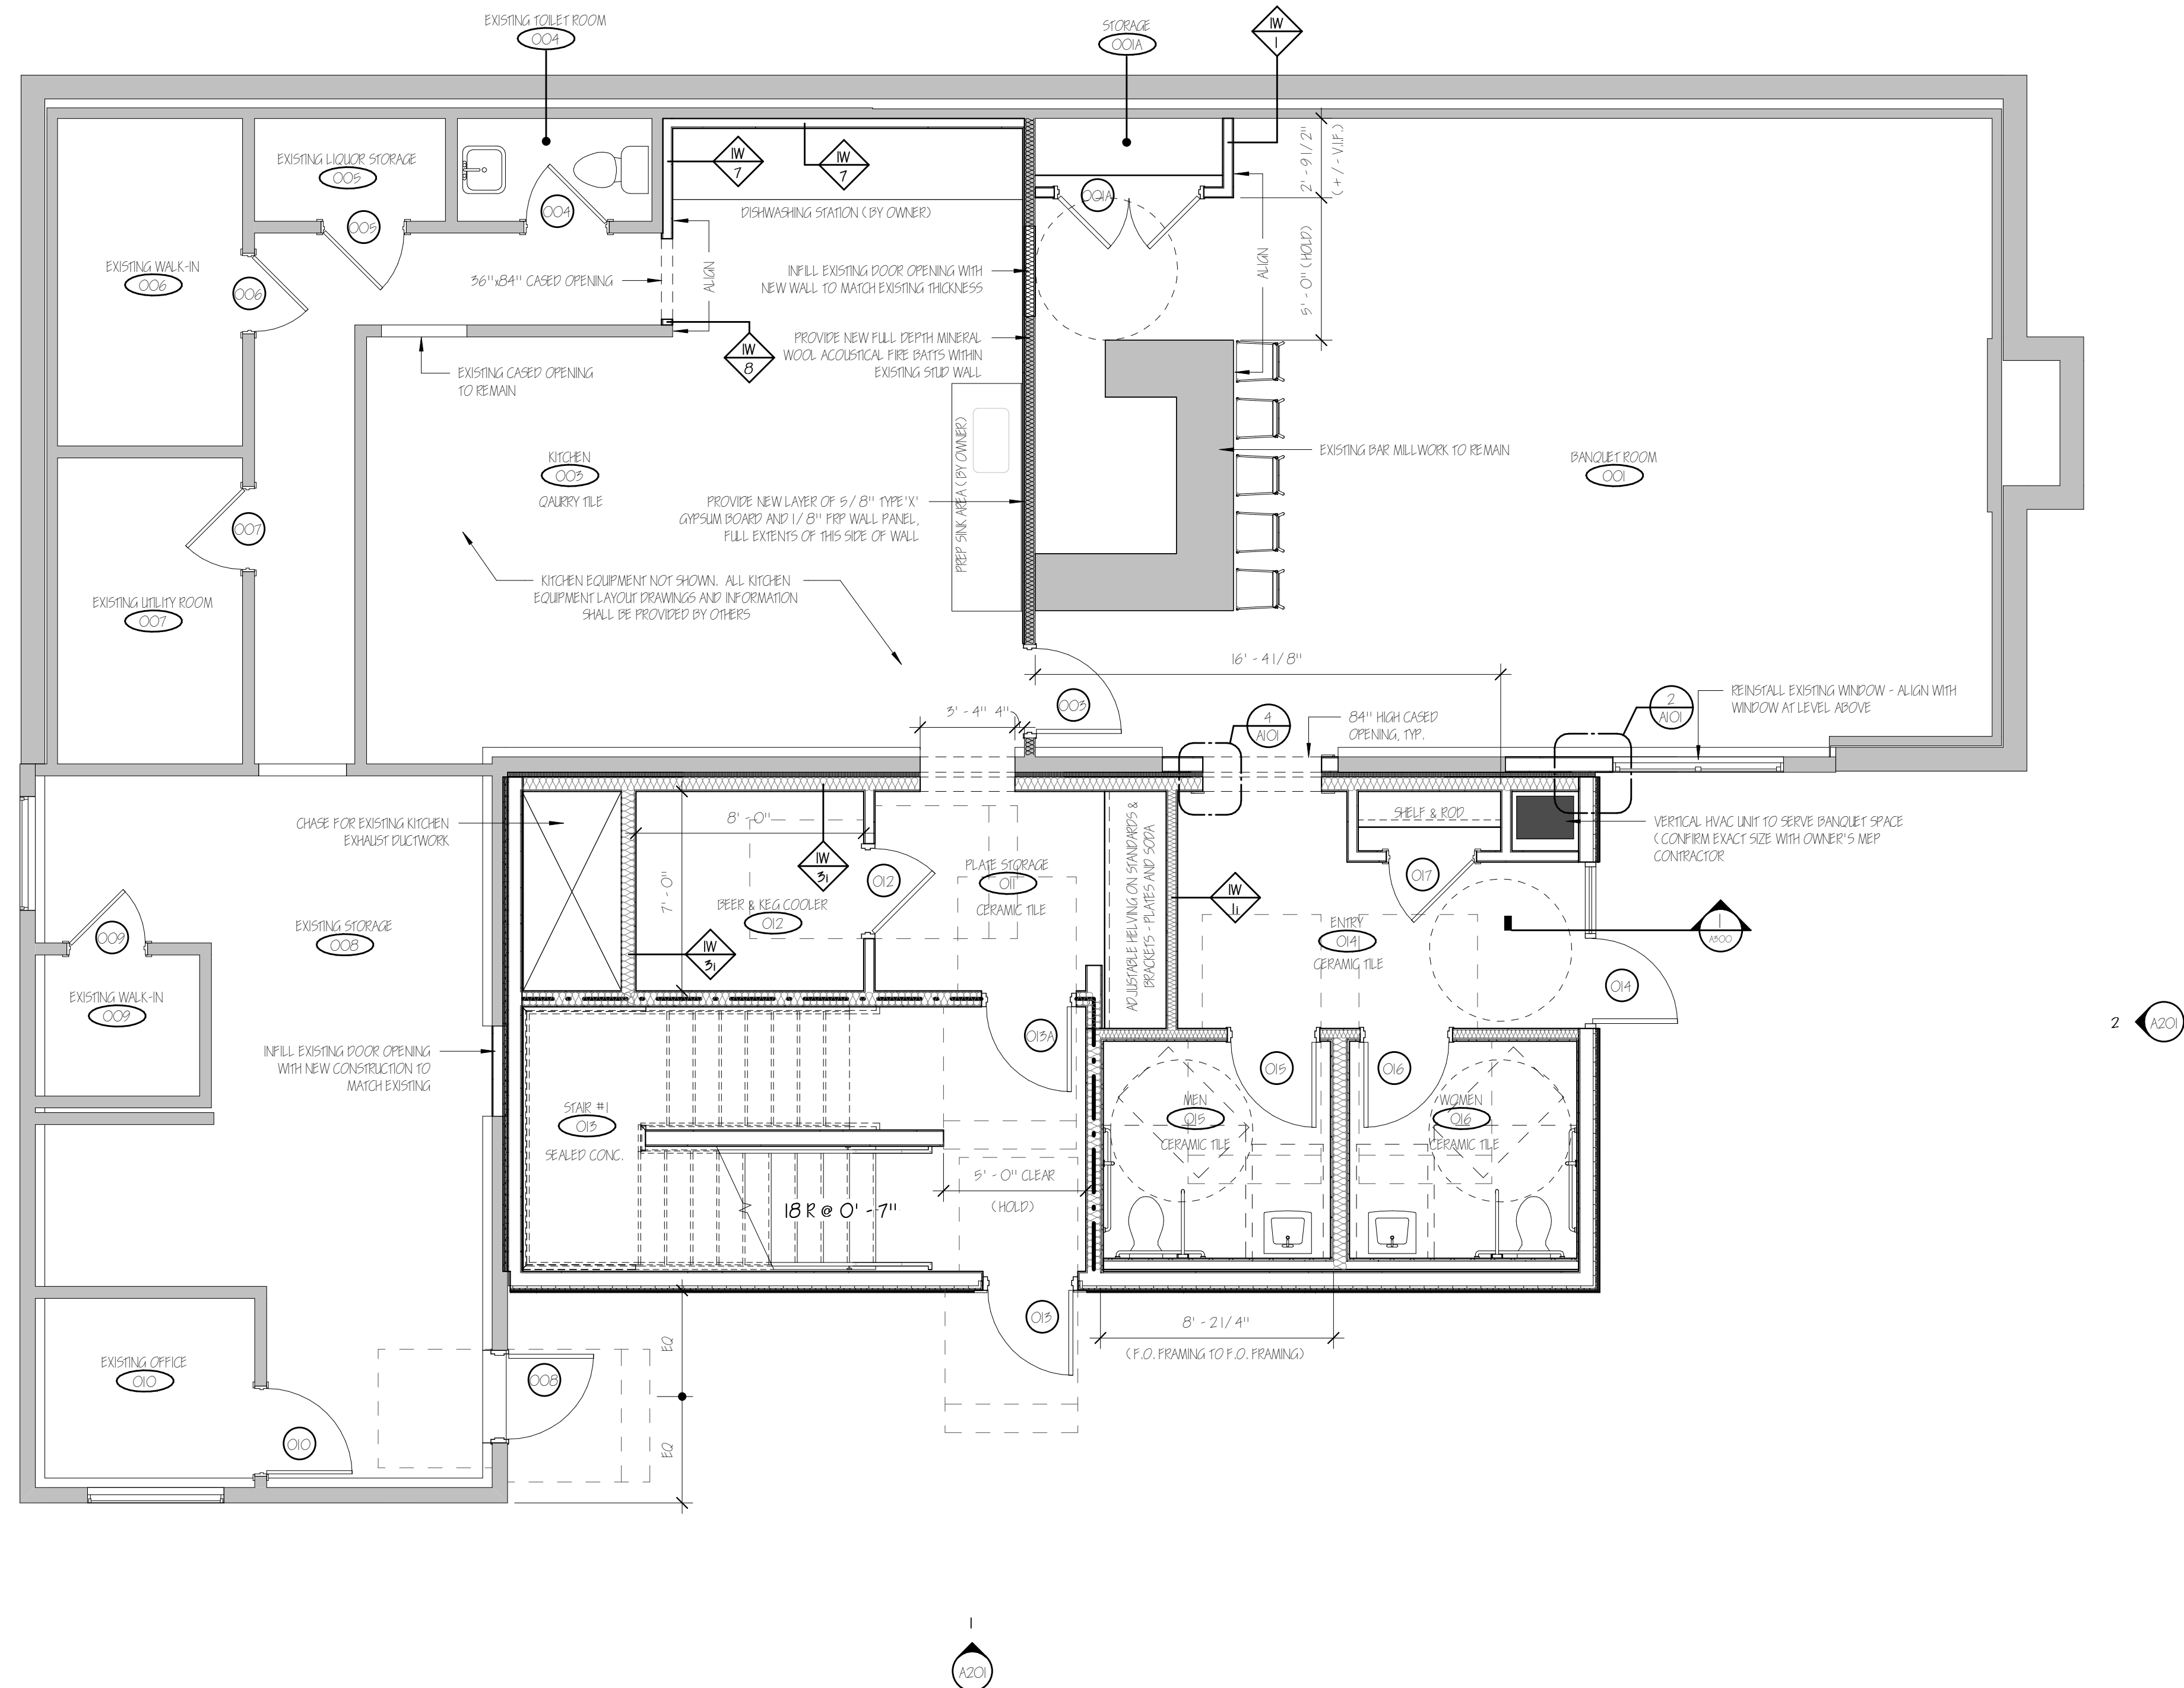 EXISTING TOILET ROOM
004
STORAGE
001A
IW
1
EXISTING LIQUOR STORAGE
005
005
004
IW
7
IW
7
DISHWASHING STATION ( BY OWNER)
001A
2' - 9 1/2"
( + / - V.I.F.)
5' - 0" ( HOLD)
ALIGN
ALIGN
EXISTING WALK-IN
006
006
36"x84" CASED OPENING
INFILL EXISTING DOOR OPENING WITH
NEW WALL TO MATCH EXISTING THICKNESS
PROVIDE NEW FULL DEPTH MINERAL
WOOL ACOUSTICAL FIRE BATTS WITHIN
EXISTING STUD WALL
IW
8
EXISTING CASED OPENING
TO REMAIN
KITCHEN
003
QAURRY TILE
PREP SINK AREA ( BY OWNER)
EXISTING BAR MILLWORK TO REMAIN
BANQUET ROOM
001
PROVIDE NEW LAYER OF 5 / 8" TYPE 'X'
GYPSUM BOARD AND 1 / 8" FRP WALL PANEL,
FULL EXTENTS OF THIS SIDE OF WALL
007
EXISTING UTILITY ROOM
007
KITCHEN EQUIPMENT NOT SHOWN. ALL KITCHEN
EQUIPMENT LAYOUT DRAWINGS AND INFORMATION
SHALL BE PROVIDED BY OTHERS
16' - 4 1 / 8"
003
3' - 4"
4"
4
A101
84" HIGH CASED
OPENING, TYP.
2
A101
REINSTALL EXISTING WINDOW - ALIGN WITH
WINDOW AT LEVEL ABOVE
CHASE FOR EXISTING KITCHEN
EXHAUST DUCTWORK
8' - 0"
7' - 0"
IW
3i
012
PLATE STORAGE
011
CERAMIC TILE
BEER & KEG COOLER
012
IW
3i
ADJUSTABLE HELVING ON STANDARDS &
BRACKETS - PLATES AND SODA
SHELF & ROD
VERTICAL HVAC UNIT TO SERVE BANQUET SPACE
( CONFIRM EXACT SIZE WITH OWNER'S MEP
CONTRACTOR
017
IW
1i
ENTRY
014
CERAMIC TILE
1
A300
014
EXISTING STORAGE
008
009
EXISTING WALK-IN
009
2
A201
INFILL EXISTING DOOR OPENING
WITH NEW CONSTRUCTION TO
MATCH EXISTING
013A
015
016
STAIR #1
013
SEALED CONC.
MEN
015
CERAMIC TILE
WOMEN
016
CERAMIC TILE
5' - 0" CLEAR
( HOLD)
18 R @ 0' - 7"
013
8' - 2 1 / 4"
( F.O. FRAMING TO F.O. FRAMING)
EQ
EQ
EXISTING OFFICE
010
008
010
1
A201